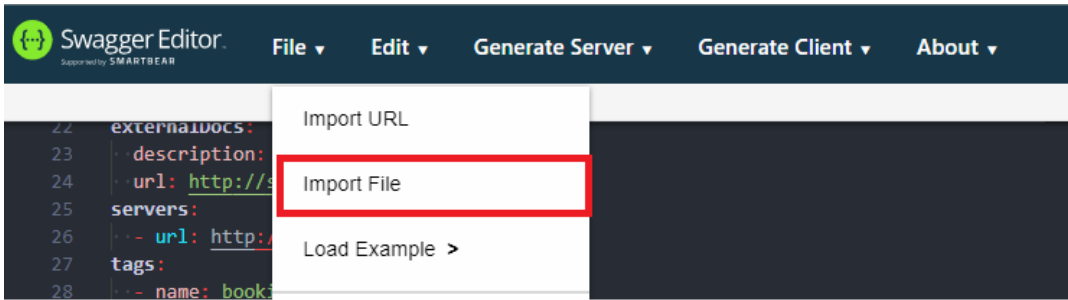 Swagger Editor.
Supported by SMARTBEAR
File ▾ Edit ▾ Generate Server ▾ Generate Client ▾ About ▾
Import URL
Import File
Load Example >
22 externalDocs:
23 description:
24 url: http://s
25 servers:
26 - url: http:/
27 tags:
28 - name: booki